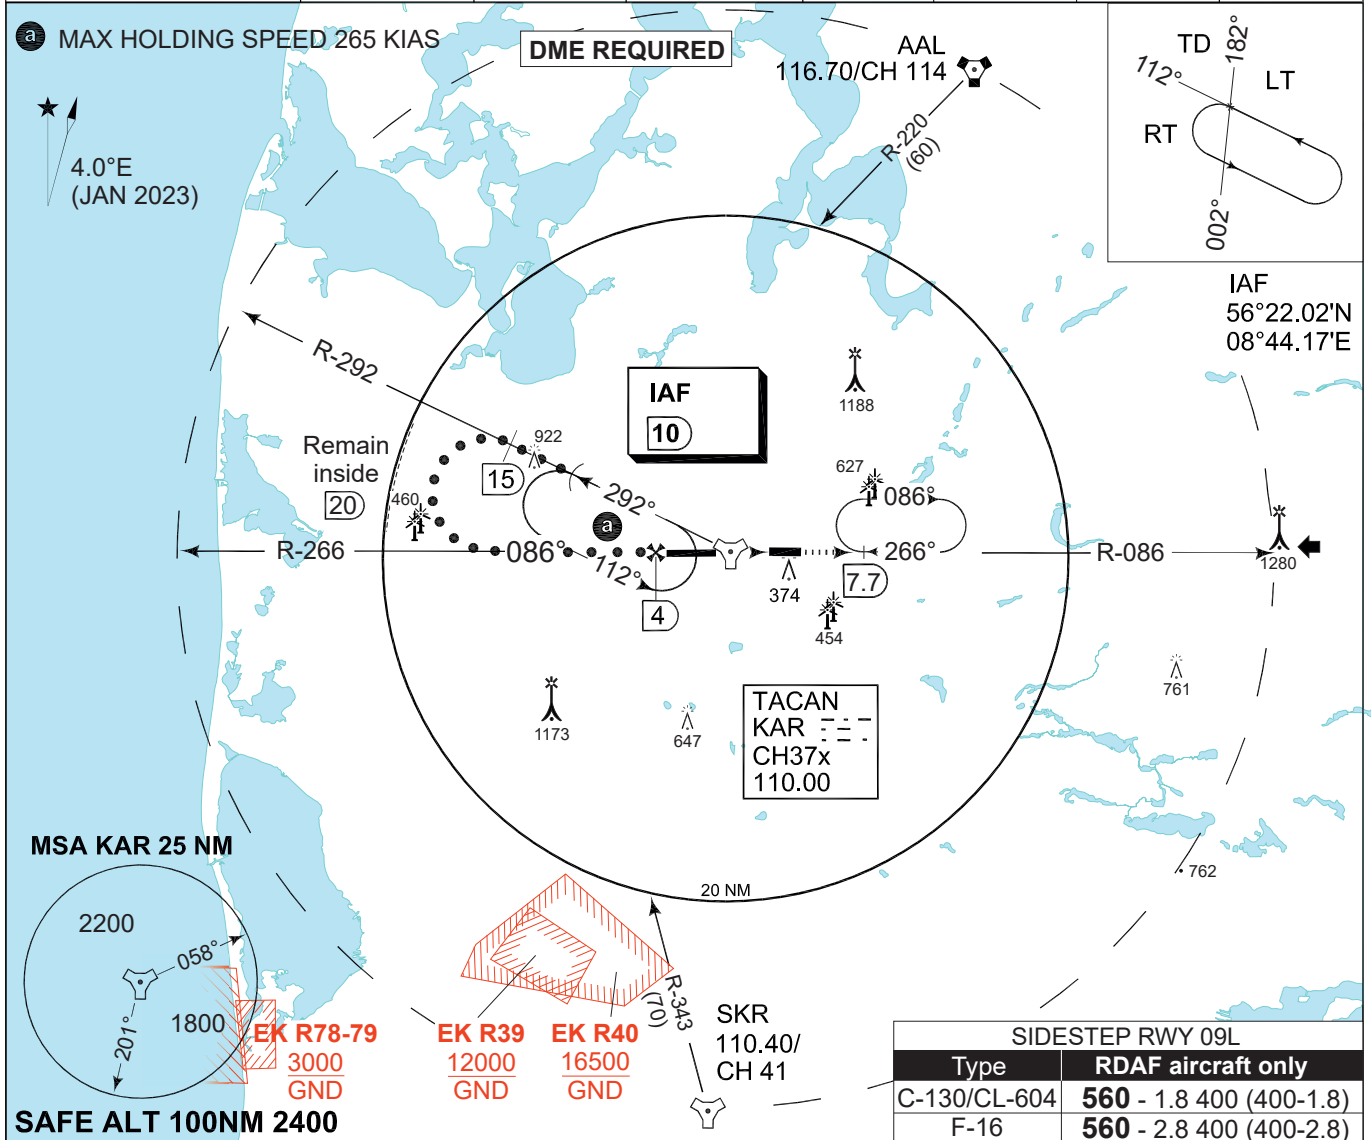 a MAX HOLDING SPEED 265 KIAS
DME REQUIRED
AAL
116.70/CH 114
R-220
(60)
TD
182°
112°
LT
RT
002°
4.0°E
(JAN 2023)
IAF
56°22.02'N
08°44.17'E
R-292
IAF
10
1188
Remain
inside
20
922
15
460
292°
a
627
086°
R-266
086°
112°
4
374
7.7
266°
454
R-086
1280
761
1173
647
TACAN
KAR
CH37x
110.00
762
20 NM
MSA KAR 25 NM
2200
058°
201°
1800
EK R78-79
3000
GND
EK R39
12000
GND
EK R40
16500
GND
R-343
(70)
SKR
110.40/
CH 41
SAFE ALT 100NM 2400
SIDESTEP RWY 09L
Type RDAF aircraft only
C-130/CL-604 560 - 1.8 400 (400-1.8)
F-16 560 - 2.8 400 (400-2.8)